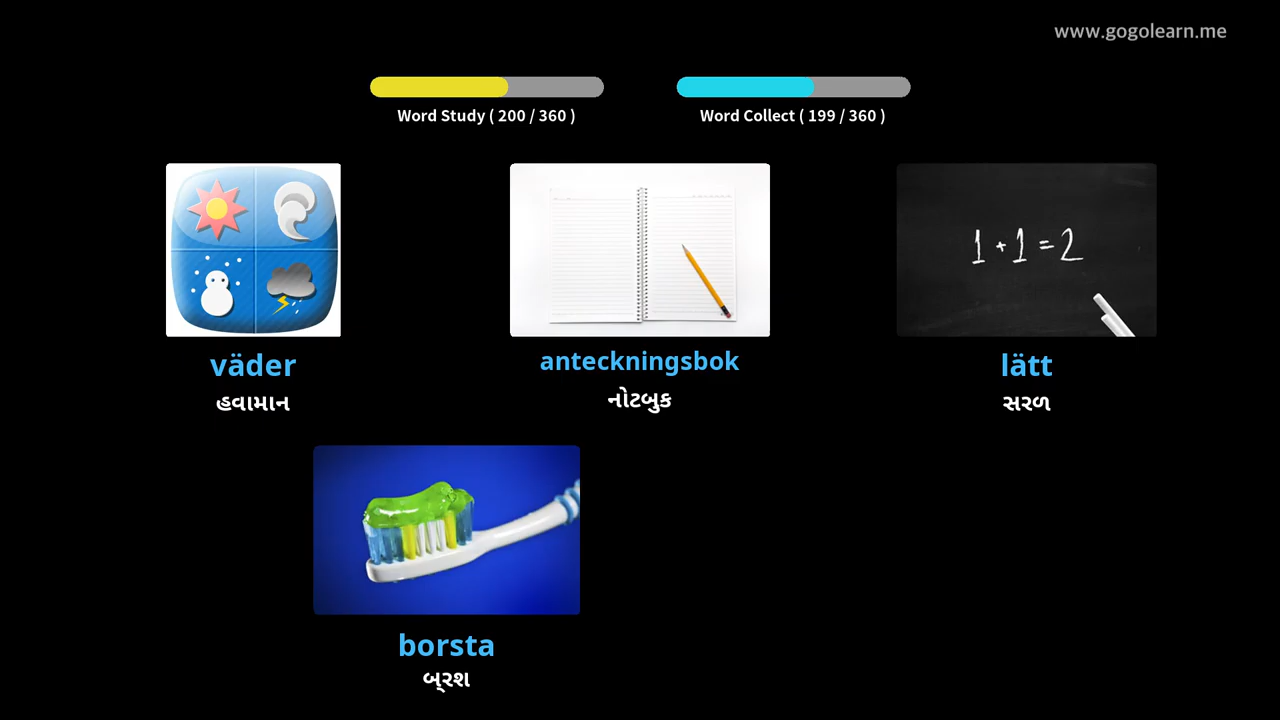 www.gogolearn.me
Word Study ( 200 / 360 )
Word Collect ( 199 / 360 )
väder
હવામાન
anteckningsbok
નોટબુક
1 + 1 = 2
lätt
સરળ
borsta
બ્રશ